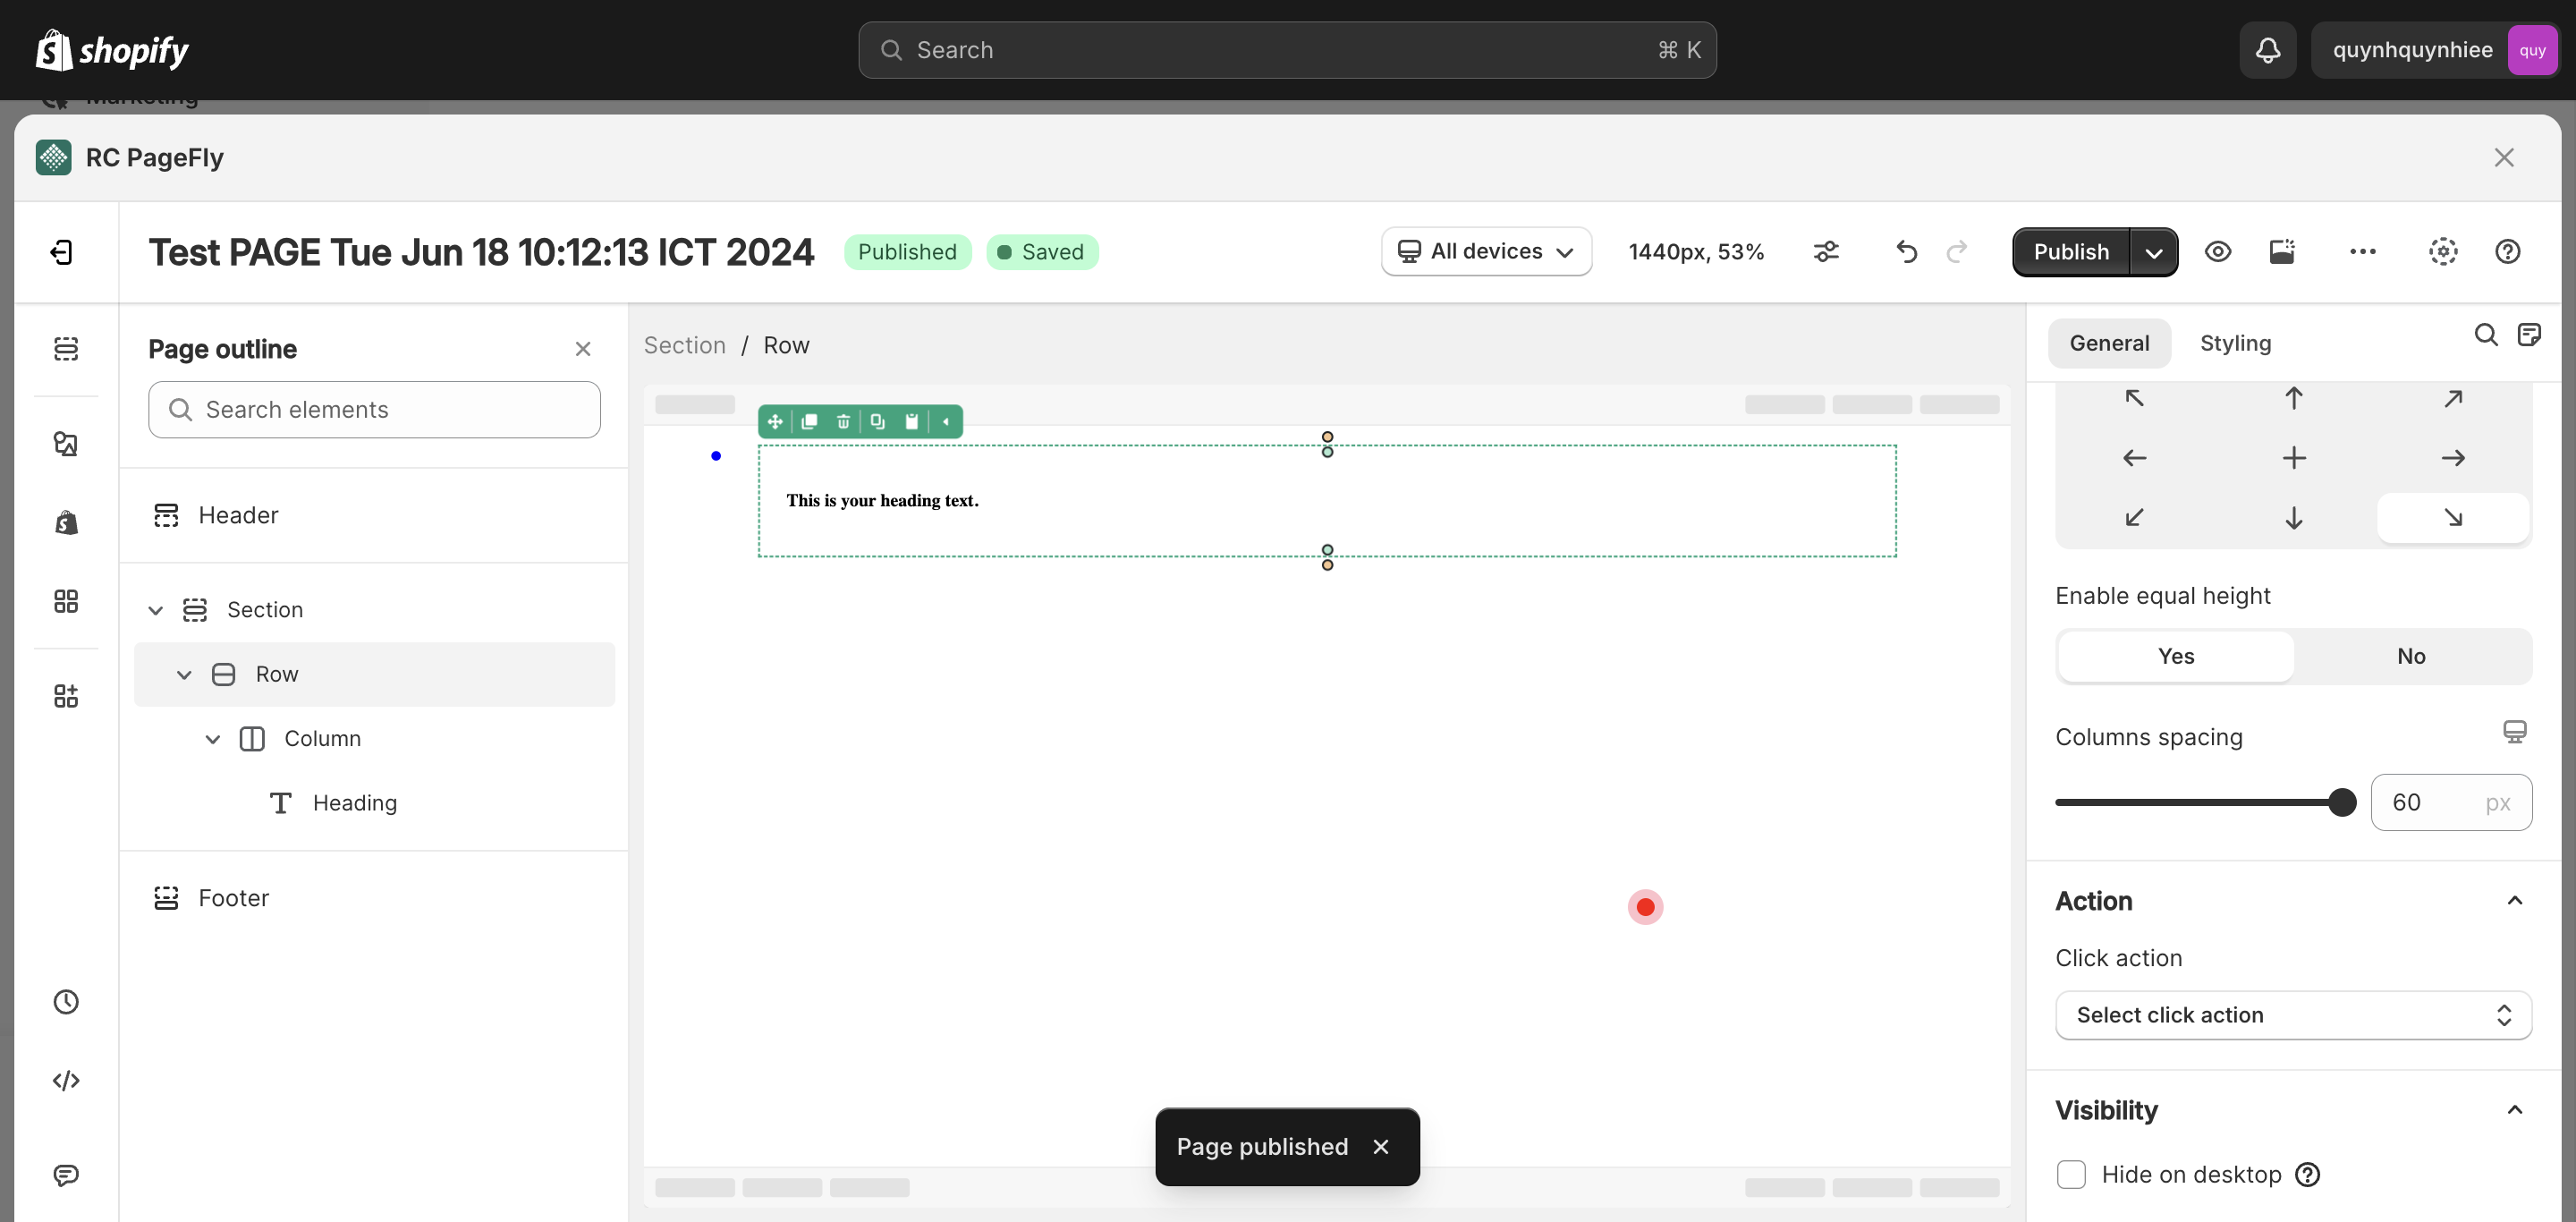 shopify
Search
⌘ K
quynhquynhiee
quy
Marketing
RC PageFly
Test PAGE Tue Jun 18 10:12:13 ICT 2024
Published
Saved
All devices
1440px, 53%
Publish
Page outline
Search elements
Header
Section
Row
Column
Heading
Footer
Section / Row
This is your heading text.
Page published
General
Styling
Enable equal height
Yes
No
Columns spacing
60 px
Action
Click action
Select click action
Visibility
Hide on desktop